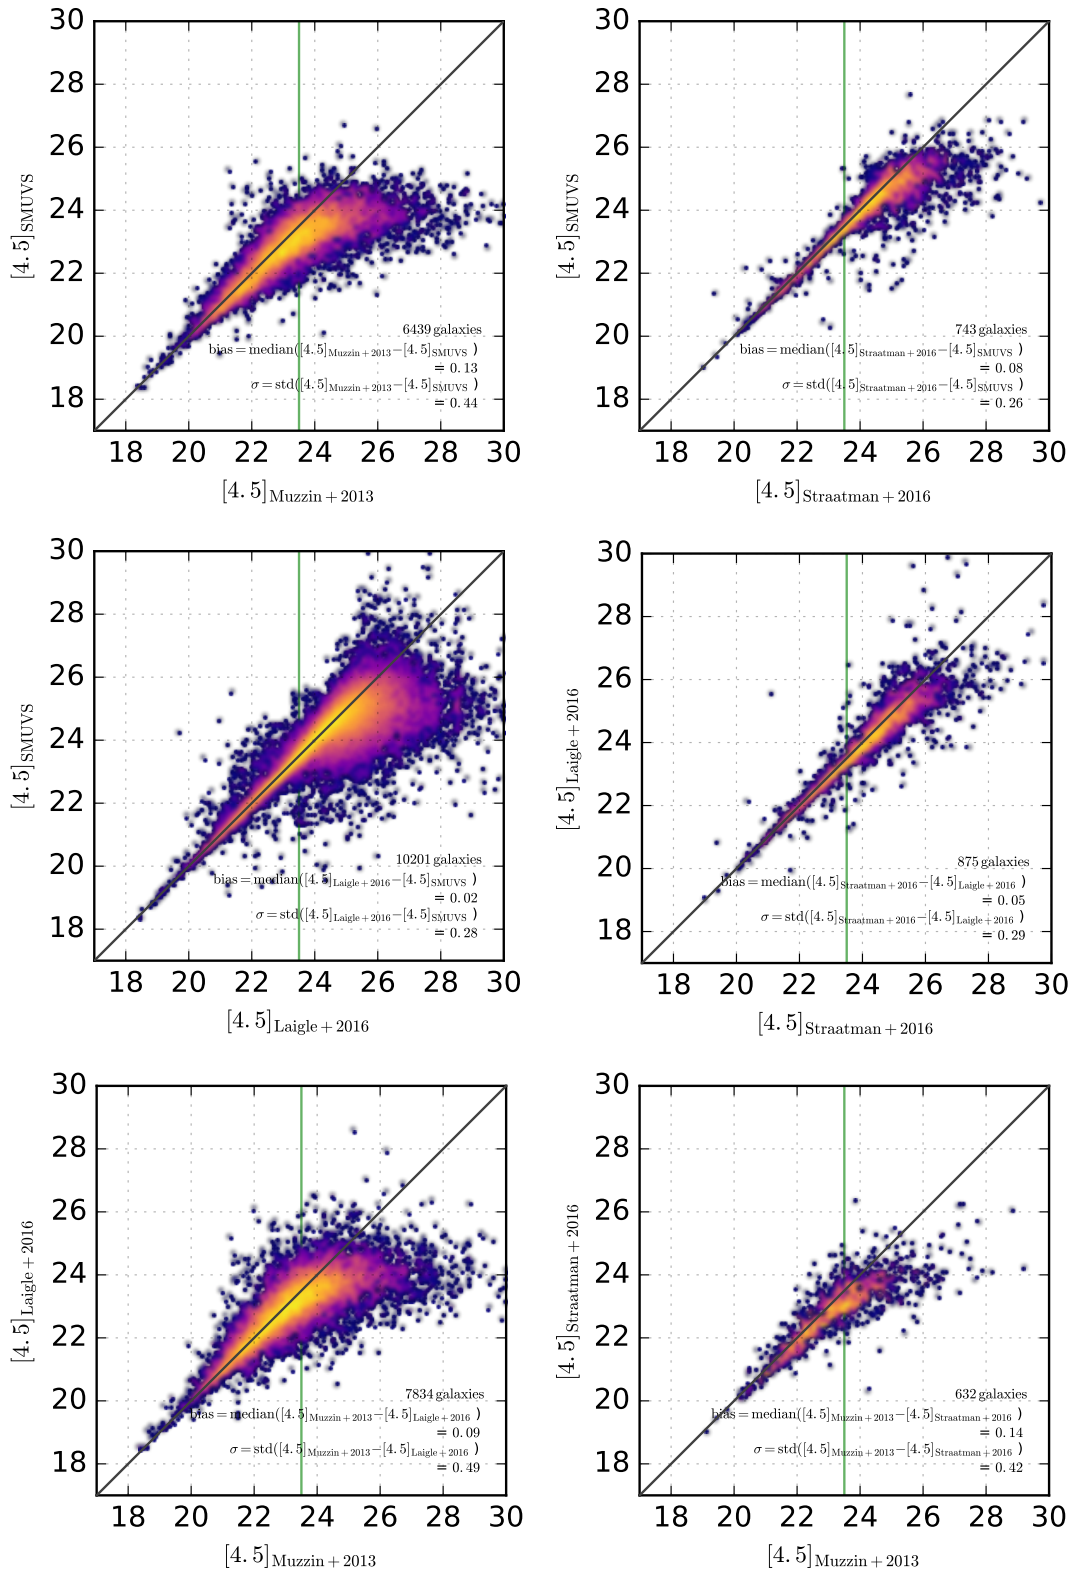 30
28
26
24
22
20
18
[4.5]SMUVS
6439 galaxies
bias = median([4.5]Muzzin+2013−[4.5]SMUVS )
= 0.13
σ = std([4.5]Muzzin+2013−[4.5]SMUVS )
= 0.44
18 20 22 24 26 28 30
[4.5]Muzzin+2013
30
28
26
24
22
20
18
[4.5]SMUVS
743 galaxies
bias = median([4.5]Straatman+2016−[4.5]SMUVS )
= 0.08
σ = std([4.5]Straatman+2016−[4.5]SMUVS )
= 0.26
18 20 22 24 26 28 30
[4.5]Straatman+2016
30
28
26
24
22
20
18
[4.5]SMUVS
10201 galaxies
bias = median([4.5]Laigle+2016−[4.5]SMUVS )
= 0.02
σ = std([4.5]Laigle+2016−[4.5]SMUVS )
= 0.28
18 20 22 24 26 28 30
[4.5]Laigle+2016
30
28
26
24
22
20
18
[4.5]Laigle+2016
875 galaxies
bias = median([4.5]Straatman+2016−[4.5]Laigle+2016 )
= 0.05
σ = std([4.5]Straatman+2016−[4.5]Laigle+2016 )
= 0.29
18 20 22 24 26 28 30
[4.5]Straatman+2016
30
28
26
24
22
20
18
[4.5]Laigle+2016
7834 galaxies
bias = median([4.5]Muzzin+2013−[4.5]Laigle+2016 )
= 0.09
σ = std([4.5]Muzzin+2013−[4.5]Laigle+2016 )
= 0.49
18 20 22 24 26 28 30
[4.5]Muzzin+2013
30
28
26
24
22
20
18
[4.5]Straatman+2016
632 galaxies
bias = median([4.5]Muzzin+2013−[4.5]Straatman+2016 )
= 0.14
σ = std([4.5]Muzzin+2013−[4.5]Straatman+2016 )
= 0.42
18 20 22 24 26 28 30
[4.5]Muzzin+2013